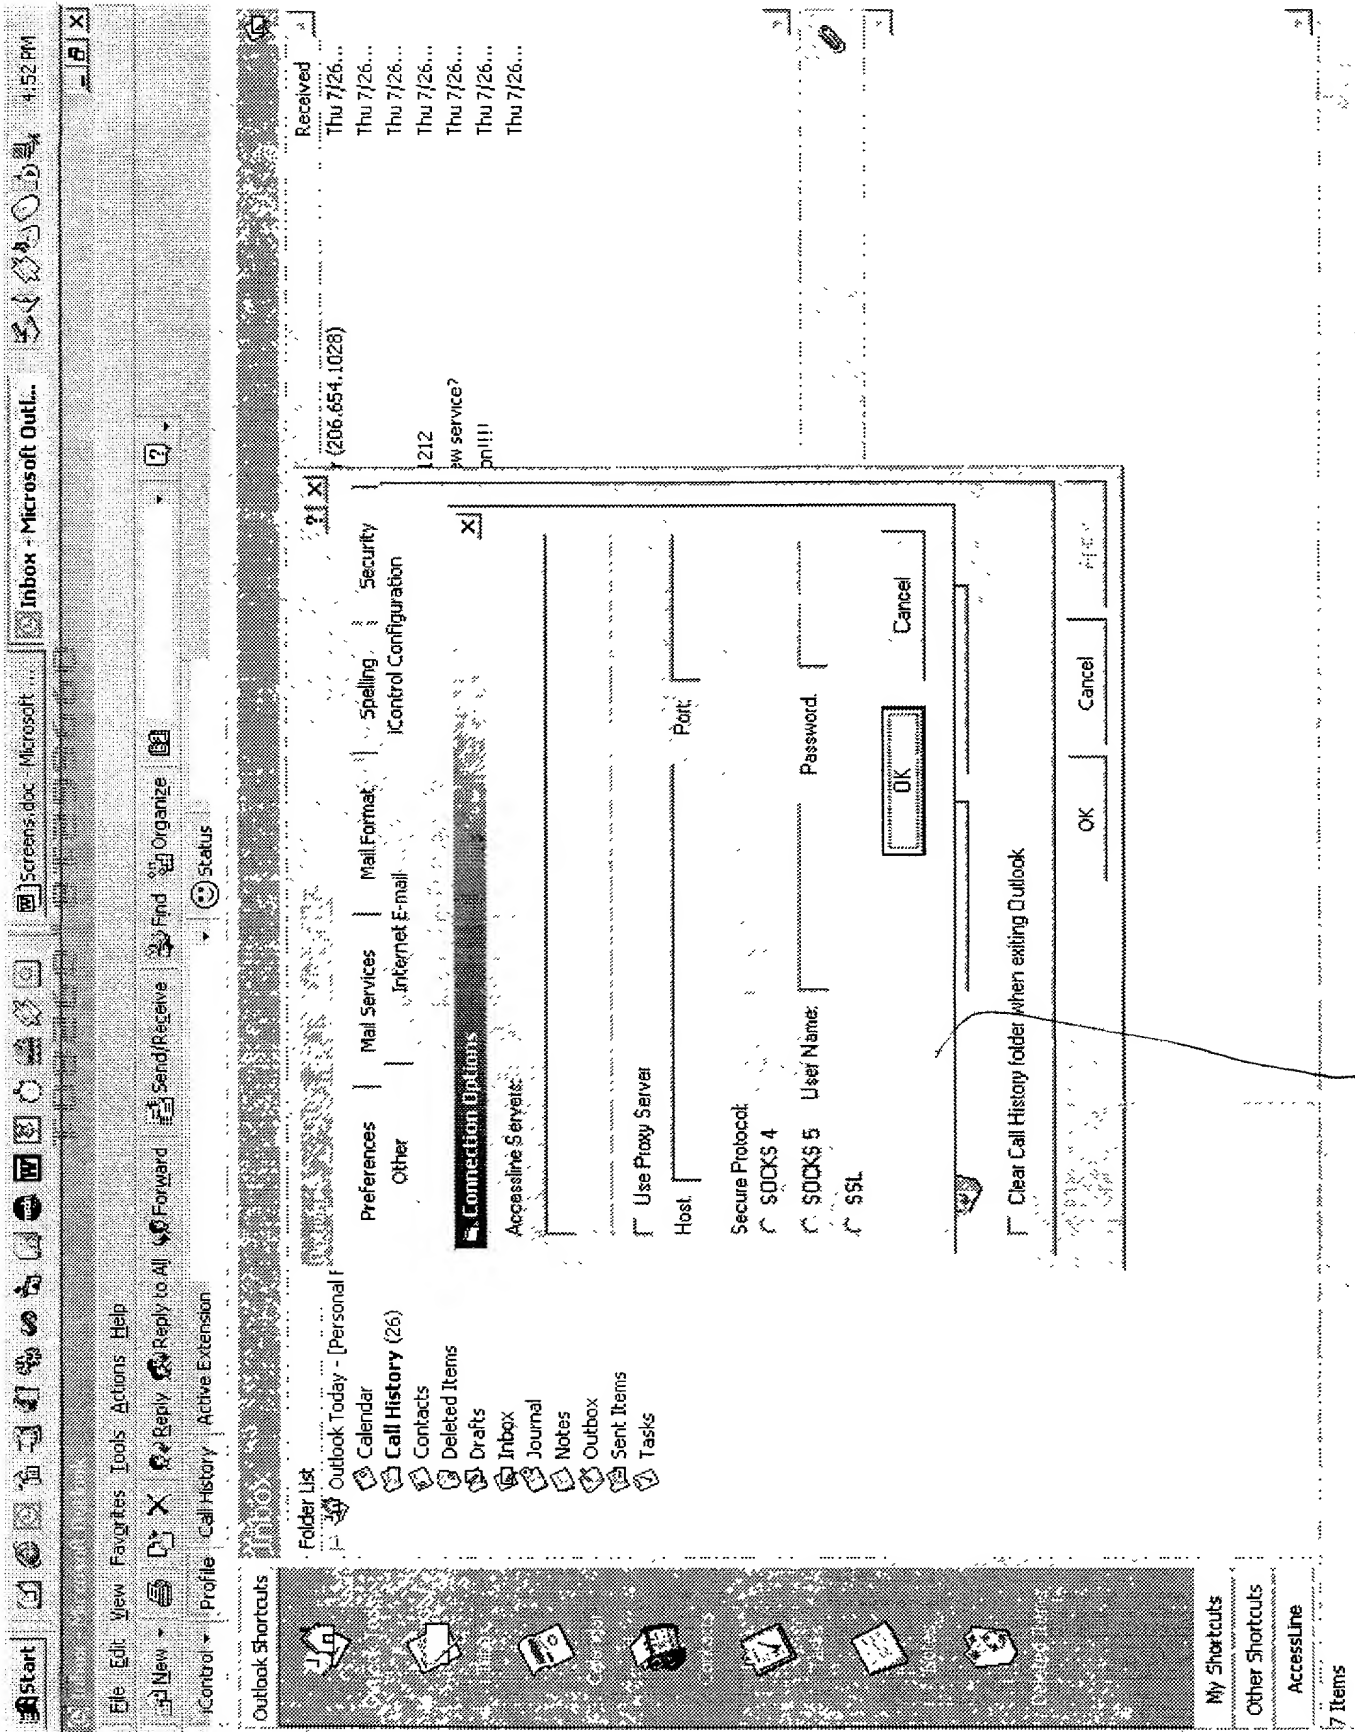 Start
Screens.doc - Microsoft ...
Inbox - Microsoft Outl...
4:52 PM
File Edit View Favorites Tools Actions Help
New Reply Reply to All Forward Send/Receive Find Organize
iControl Profile Call History Active Extension Status
Outlook Shortcuts
Inbox
Folder List
Outlook Today - [Personal F
Calendar
Call History (26)
Contacts
Deleted Items
Drafts
Inbox
Journal
Notes
Outbox
Sent Items
Tasks
Received
Thu 7/26...
Thu 7/26...
Thu 7/26...
Thu 7/26...
Thu 7/26...
Thu 7/26...
Thu 7/26...
r (206.654.1028)
1212
ew service?
on!!!!
Preferences Mail Services Mail Format Spelling Security
Other Internet E-mail iControl Configuration
Connection Options
Accessline Servers:
Use Proxy Server
Host: Port:
Secure Protocol:
SOCKS 4
SOCKS 5 User Name: Password:
SSL
OK Cancel
Clear Call History folder when exiting Outlook
OK Cancel
My Shortcuts
Other Shortcuts
AccessLine
7 Items